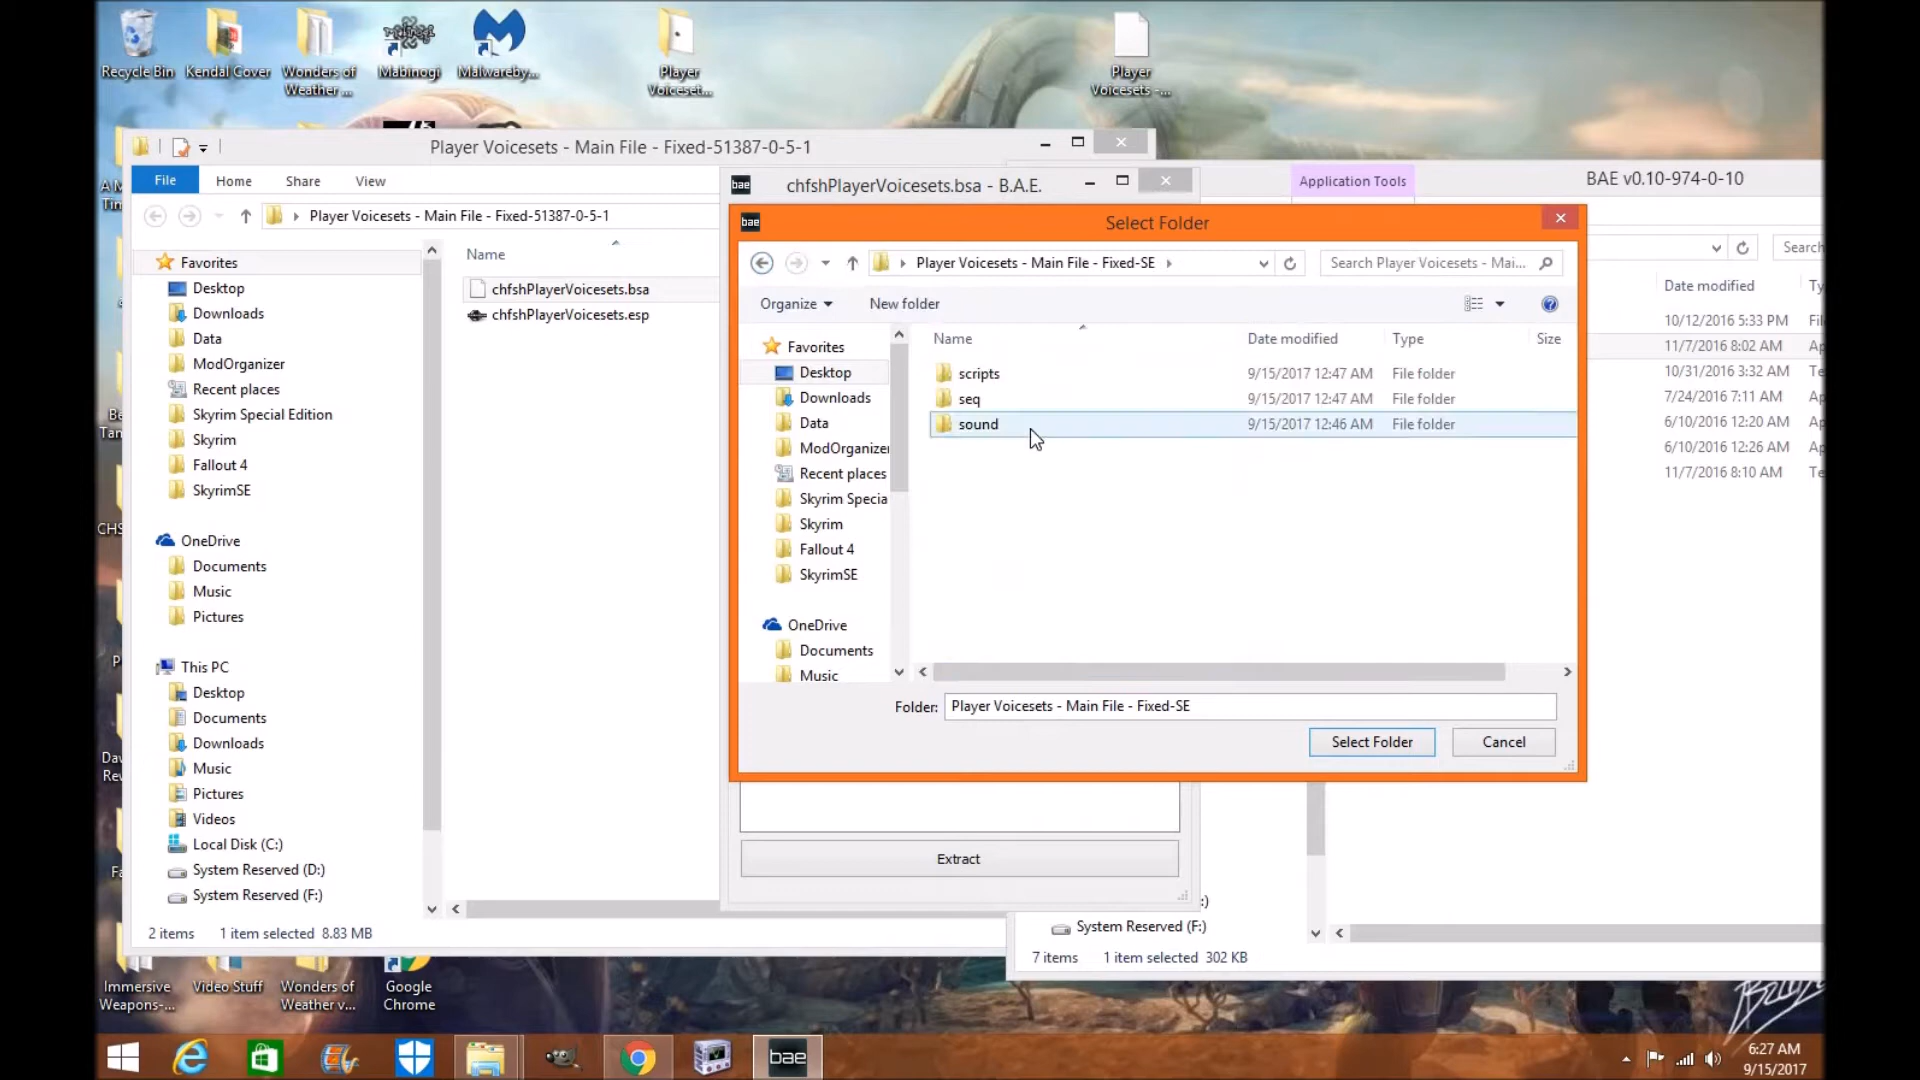 Recycle Bin
Kendal Cover
Wonders of
Weather ...
Mabinogi
Malwareby...
Player
Voiceset...
Player
Voicesets -...
Player Voicesets - Main File - Fixed-51387-0-5-1
File
Home
Share
View
Player Voicesets - Main File - Fixed-51387-0-5-1
Favorites
Desktop
Downloads
Data
ModOrganizer
Recent places
Skyrim Special Edition
Skyrim
Fallout 4
SkyrimSE
OneDrive
Documents
Music
Pictures
This PC
Desktop
Documents
Downloads
Music
Pictures
Videos
Local Disk (C:)
System Reserved (D:)
System Reserved (F:)
Name
chfshPlayerVoicesets.bsa
chfshPlayerVoicesets.esp
2 items
1 item selected 8.83 MB
bae
chfshPlayerVoicesets.bsa - B.A.E.
Application Tools
BAE v0.10-974-0-10
bae
Select Folder
Player Voicesets - Main File - Fixed-SE
Search Player Voicesets - Mai...
Organize
New folder
Favorites
Desktop
Downloads
Data
ModOrganizer
Recent places
Skyrim Specia
Skyrim
Fallout 4
SkyrimSE
OneDrive
Documents
Music
Name
Date modified
Type
Size
scripts
9/15/2017 12:47 AM
File folder
seq
9/15/2017 12:47 AM
File folder
sound
9/15/2017 12:46 AM
File folder
Folder:
Player Voicesets - Main File - Fixed-SE
Select Folder
Cancel
Extract
Search
Date modified
Ty
10/12/2016 5:33 PM
Fil
11/7/2016 8:02 AM
Ap
10/31/2016 3:32 AM
Te
7/24/2016 7:11 AM
Ap
6/10/2016 12:20 AM
Ap
6/10/2016 12:26 AM
Ap
11/7/2016 8:10 AM
Te
:)
System Reserved (F:)
7 items
1 item selected 302 KB
Immersive
Weapons-...
Video Stuff
Wonders of
Weather v...
Google
Chrome
bae
6:27 AM
9/15/2017